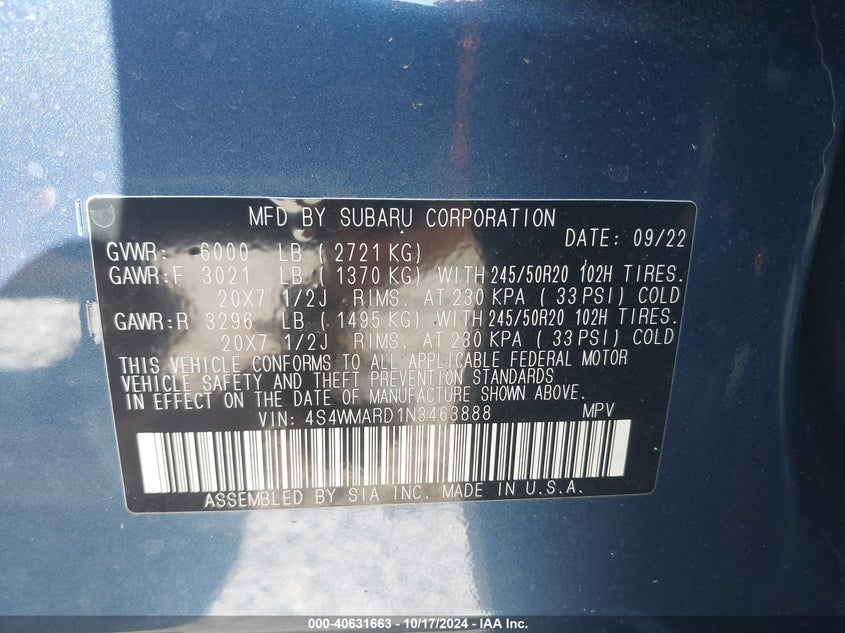 MFD BY SUBARU CORPORATION
DATE: 09/22
GVWR: 6000 LB ( 2721 KG)
GAWR:F 3021 LB ( 1370 KG) WITH 245/50R20 102H TIRES.
20X7 1/2J RIMS. AT 230 KPA ( 33 PSI) COLD
GAWR:R 3296 LB ( 1495 KG) WITH 245/50R20 102H TIRES.
20X7 1/2J RIMS. AT 230 KPA ( 33 PSI) COLD
THIS VEHICLE CONFORMS TO ALL APPLICABLE FEDERAL MOTOR
VEHICLE SAFETY AND THEFT PREVENTION STANDARDS
IN EFFECT ON THE DATE OF MANUFACTURE SHOWN ABOVE.
VIN: 4S4WMARD1N3463888 MPV
ASSEMBLED BY SIA INC. MADE IN U.S.A.
000-40631663 - 10/17/2024 - IAA Inc.